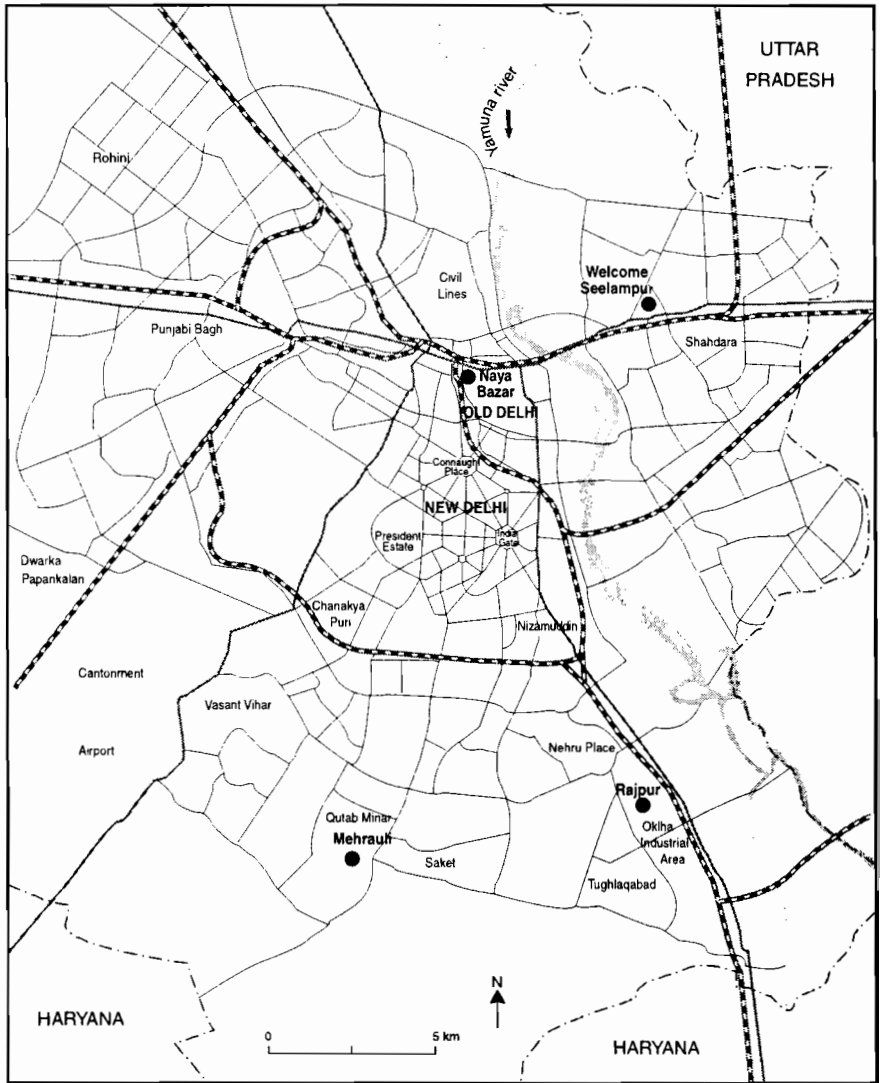 UTTAR
PRADESH
Yamuna river
Rohini
Civil
Lines
Welcome
Seelampur
Punjabi Bagh
Shahdara
Naya
Bazar
OLD DELHI
Connaught
Place
NEW DELHI
President
Estate
India
Gate
Dwarka
Papankalan
Chanakya
Puri
Nizamuddin
Cantonment
Vasant Vihar
Airport
Nehru Place
Rajpur
Qutab Minar
Mehrauli
Oklha
Industrial
Area
Saket
Tughlaqabad
N
HARYANA
0 5 km
HARYANA